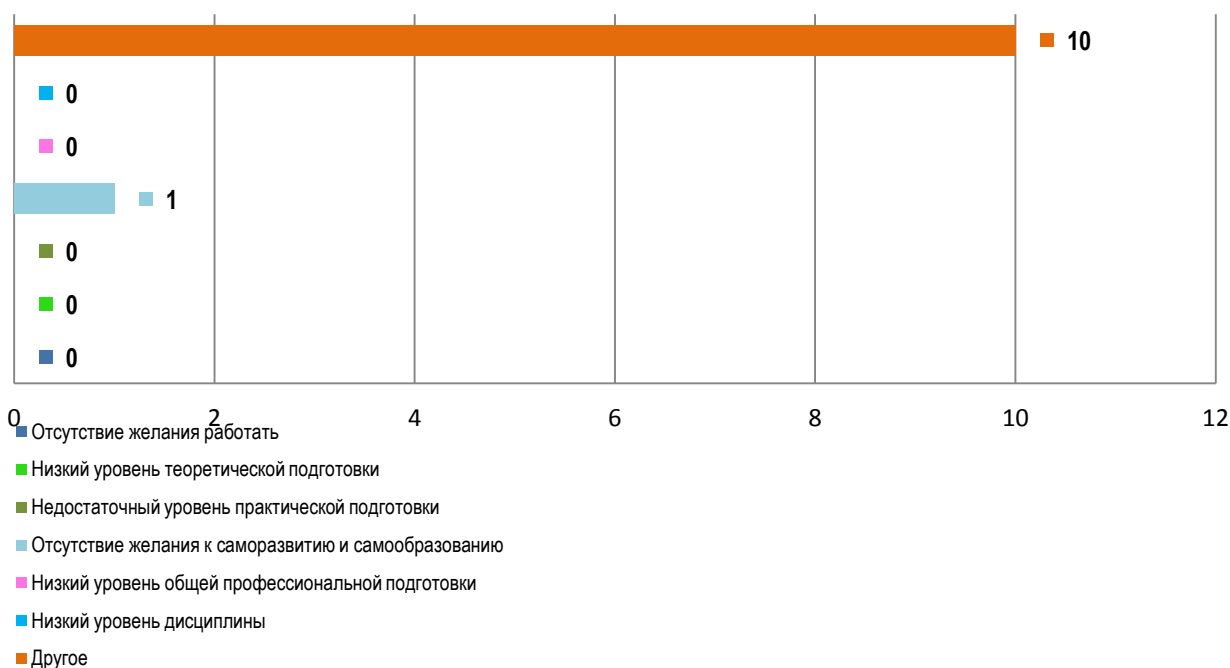 10
0
0
1
0
0
0
0 2 4 6 8 10 12
Отсутствие желания работать
Низкий уровень теоретической подготовки
Недостаточный уровень практической подготовки
Отсутствие желания к саморазвитию и самообразованию
Низкий уровень общей профессиональной подготовки
Низкий уровень дисциплины
Другое